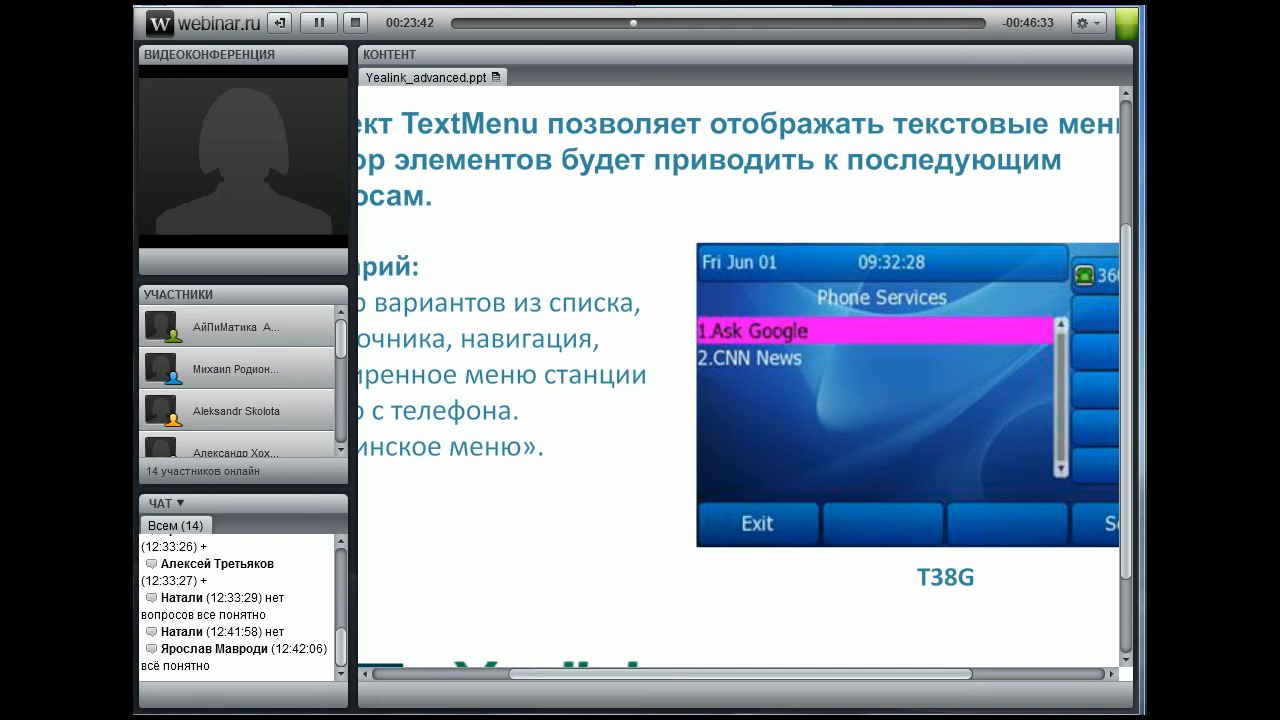 W webinar.ru
00:23:42
-00:46:33
ВИДЕОКОНФЕРЕНЦИЯ
УЧАСТНИКИ
АйПиМатика А...
Михаил Родион...
Aleksandr Skolota
Александр Хох...
14 участников онлайн
ЧАТ
Всем (14)
(12:33:26) +
Алексей Третьяков
(12:33:27) +
Натали (12:33:29) нет
вопросов все понятно
Натали (12:41:58) нет
Ярослав Мавроди (12:42:06)
всё понятно
КОНТЕНТ
Yealink_advanced.ppt
ект TextMenu позволяет отображать текстовые мен
ор элементов будет приводить к последующим
осам.
арий:
р вариантов из списка,
очника, навигация,
иренное меню станции
о с телефона.
инское меню».
Fri Jun 01 09:32:28
360
Phone Services
1.Ask Google
2.CNN News
Exit
T38G